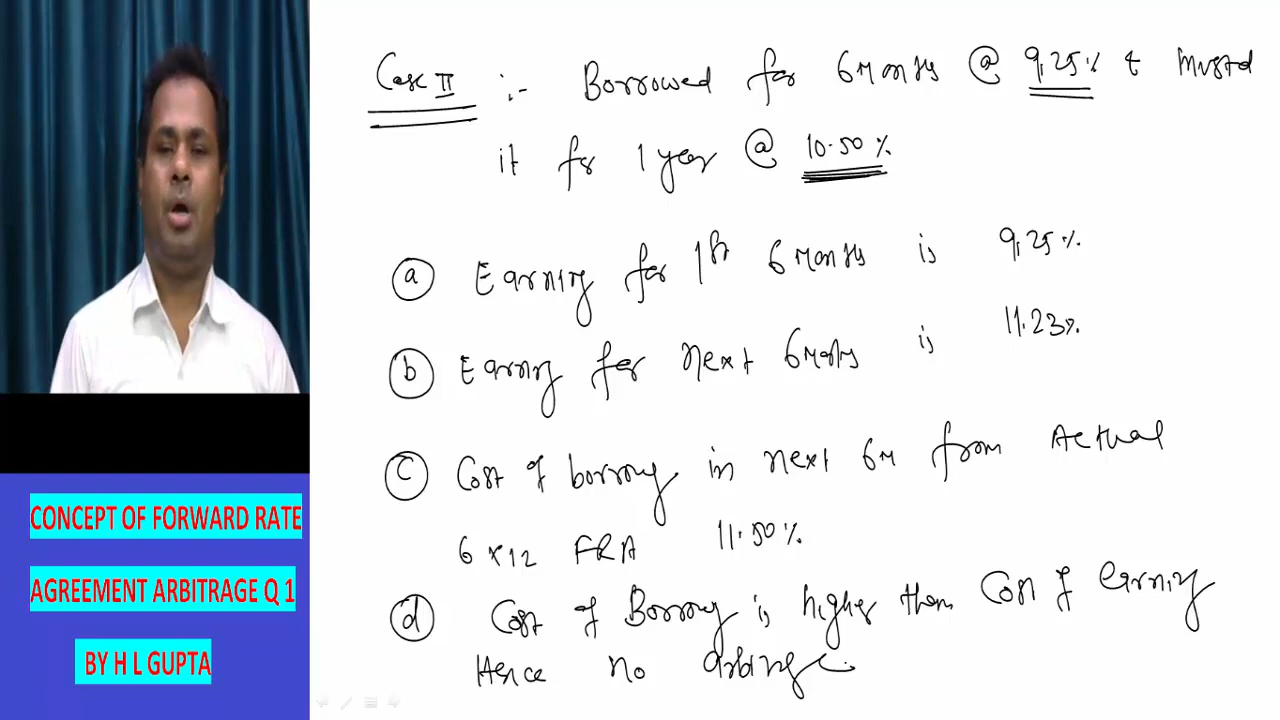 Case II :- Borrowed for 6 Months @ 9.25% & Invested
it for 1 year @ 10.50%
a Earning for 1st 6 Months is 9.25%
b Earning for next 6 Months is 11.23%
c Cost of borrowing in next 6M from Actual
6 x 12 FRA 11.50%
d Cost of Borrowing is higher then Cost of earning
Hence no arbitrage
CONCEPT OF FORWARD RATE
AGREEMENT ARBITRAGE Q 1
BY H L GUPTA